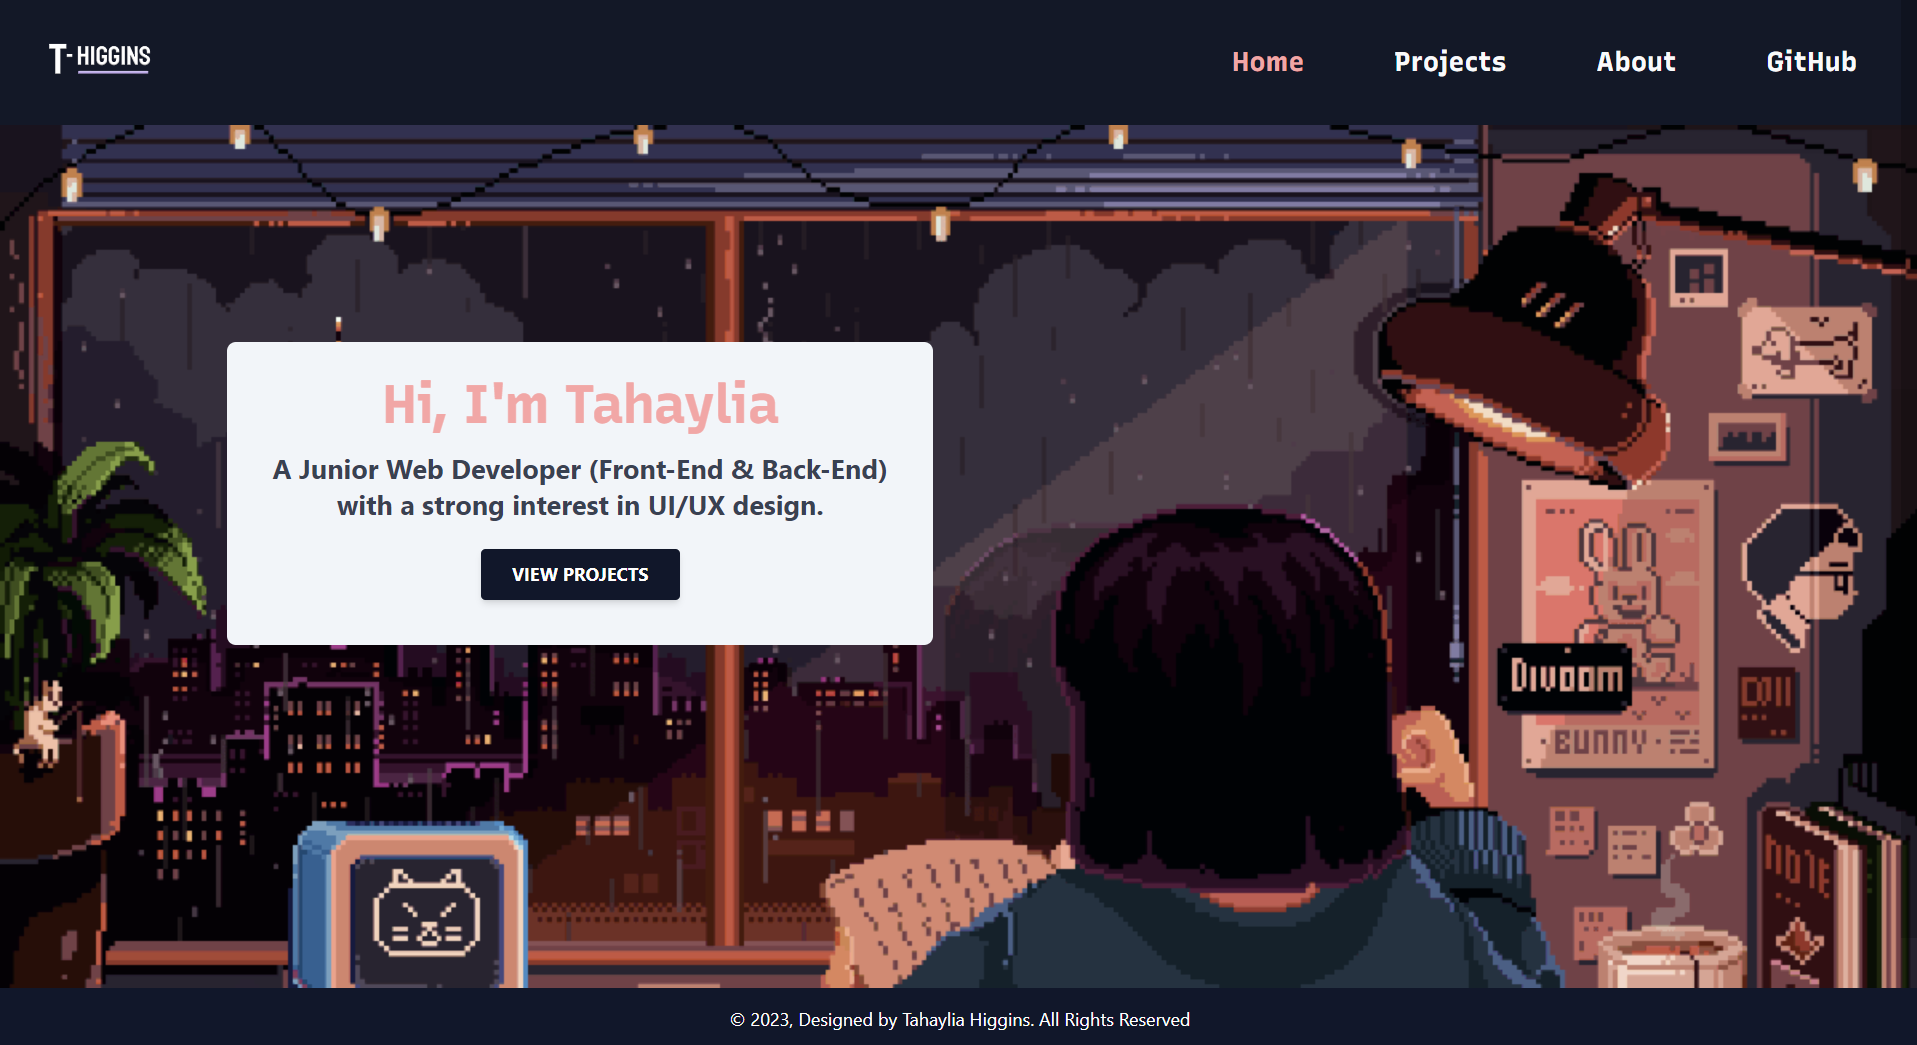 T-HIGGINS
Home
Projects
About
GitHub
Hi, I'm Tahaylia
A Junior Web Developer (Front-End & Back-End)
with a strong interest in UI/UX design.
VIEW PROJECTS
Divoom
BUNNY
© 2023, Designed by Tahaylia Higgins. All Rights Reserved